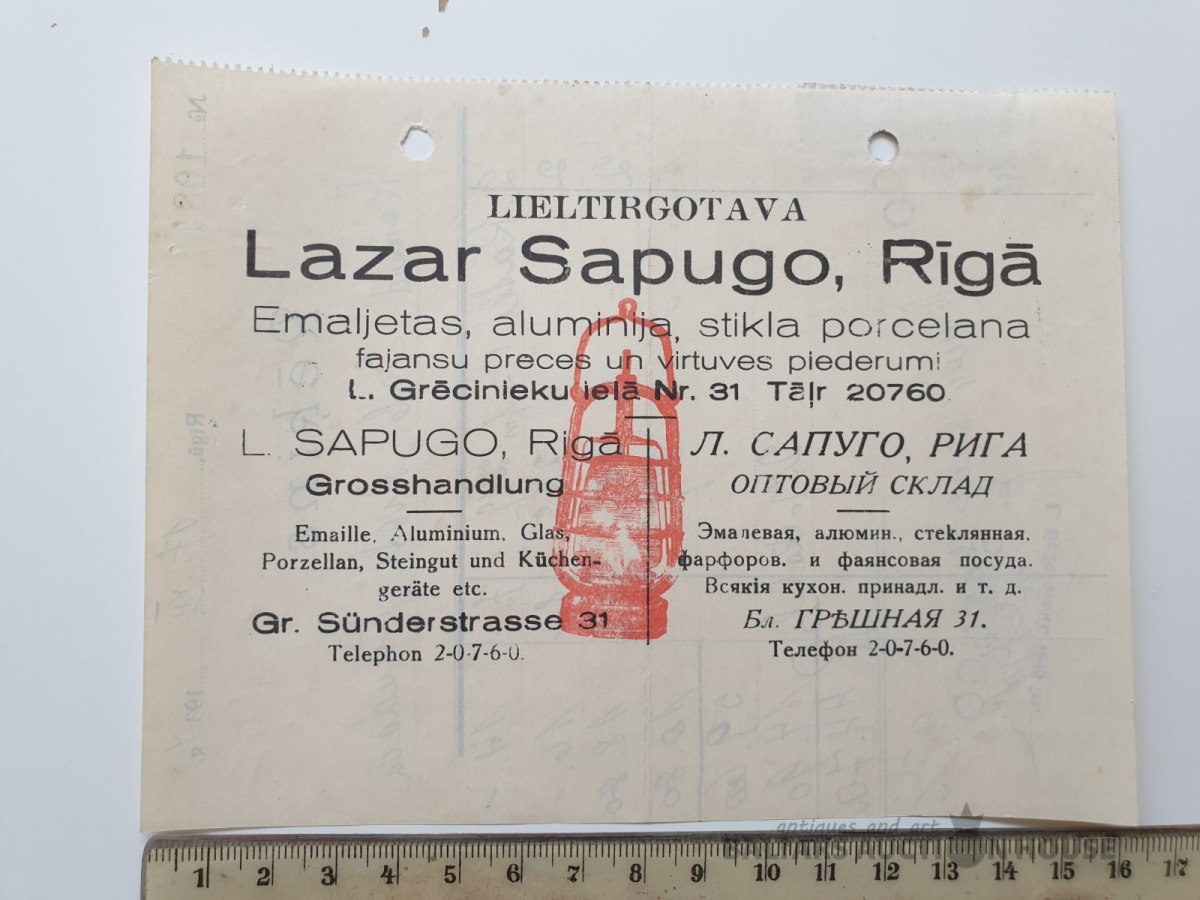 LIELTIRGOTAVA
Lazar Sapugo, Rīgā
Emaljetas, aluminija, stikla porcelana
fajansu preces un virtuves piederumi
L. Grēcinieku ielā Nr. 31 Tāļr 20760
L. SAPUGO, Rigā
Grosshandlung
Emaille, Aluminium, Glas,
Porzellan, Steingut und Küchen-
geräte etc.
Gr. Sünderstrasse 31
Telephon 2-0-7-6-0.
Л. САПУГО, РИГА
ОПТОВЫЙ СКЛАД
Эмалевая, алюмин., стеклянная.
фарфоров. и фаянсовая посуда.
Всякія кухон. принадл. и т. д.
Бл. ГРѢШНАЯ 31.
Телефон 2-0-7-6-0.
antiques and art
AUCTION HOUSE
1 2 3 4 5 6 7 8 9 10 11 12 13 14 15 16 17